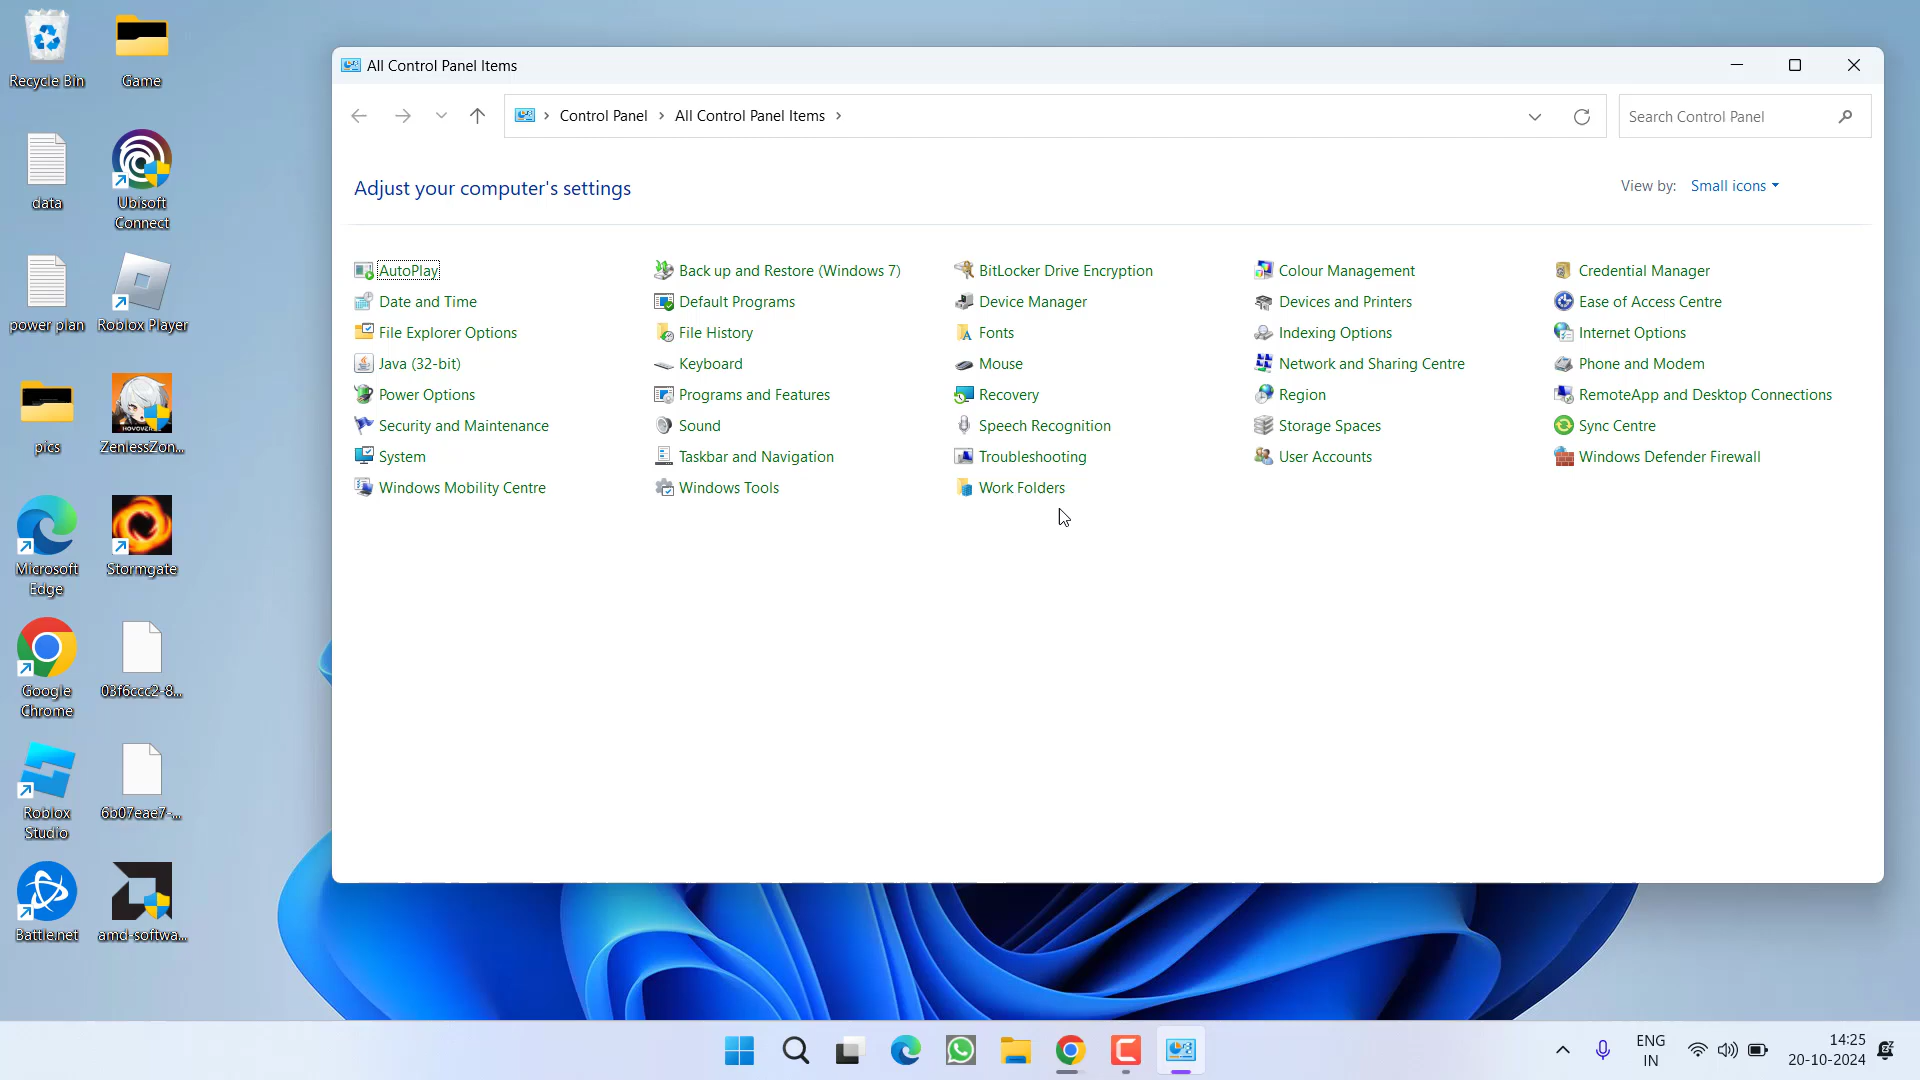 Recycle Bin
Game
data
Ubisoft
Connect
power plan
Roblox Player
pics
ZenlessZon...
Microsoft
Edge
Stormgate
Google
Chrome
03f6ccc2-8...
Roblox
Studio
6b07eae7-...
Battle.net
amd-softwa...
All Control Panel Items
Control Panel
All Control Panel Items
Search Control Panel
Adjust your computer's settings
View by:
Small icons
AutoPlay
Back up and Restore (Windows 7)
BitLocker Drive Encryption
Colour Management
Credential Manager
Date and Time
Default Programs
Device Manager
Devices and Printers
Ease of Access Centre
File Explorer Options
File History
Fonts
Indexing Options
Internet Options
Java (32-bit)
Keyboard
Mouse
Network and Sharing Centre
Phone and Modem
Power Options
Programs and Features
Recovery
Region
RemoteApp and Desktop Connections
Security and Maintenance
Sound
Speech Recognition
Storage Spaces
Sync Centre
System
Taskbar and Navigation
Troubleshooting
User Accounts
Windows Defender Firewall
Windows Mobility Centre
Windows Tools
Work Folders
ENG
IN
14:25
20-10-2024